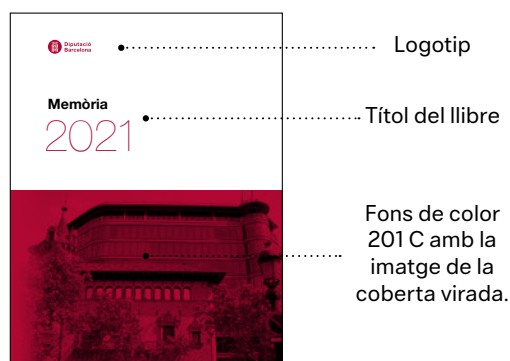 Diputació
Barcelona
Logotip
Memòria
2021
Títol del llibre
Fons de color
201 C amb la
imatge de la
coberta virada.